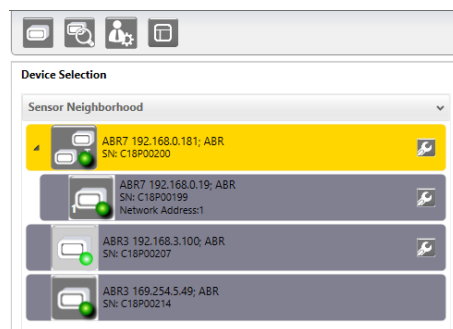 Device Selection
Sensor Neighborhood
ABR7 192.168.0.181; ABR
SN: C18P00200
ABR7 192.168.0.19; ABR
SN: C18P00199
Network Address:1
1
ABR3 192.168.3.100; ABR
SN: C18P00207
ABR3 169.254.5.49; ABR
SN: C18P00214